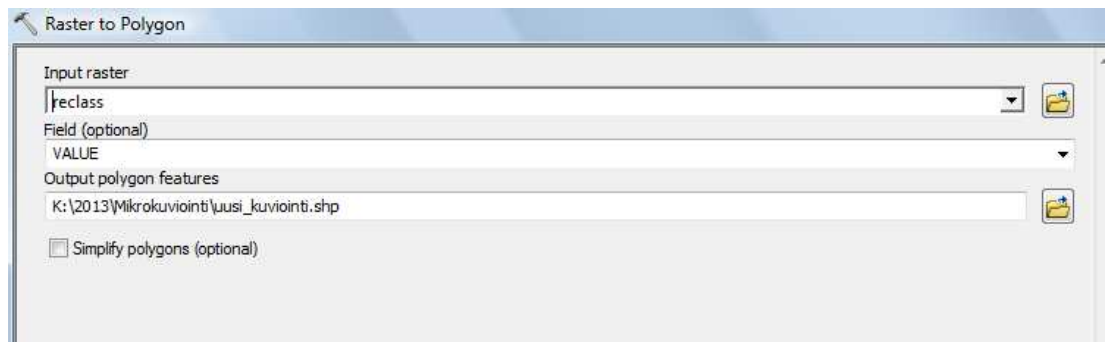 Raster to Polygon
Input raster
reclass
Field (optional)
VALUE
Output polygon features
K:\2013\Mikrokuviointi\uusi_kuviointi.shp
Simplify polygons (optional)